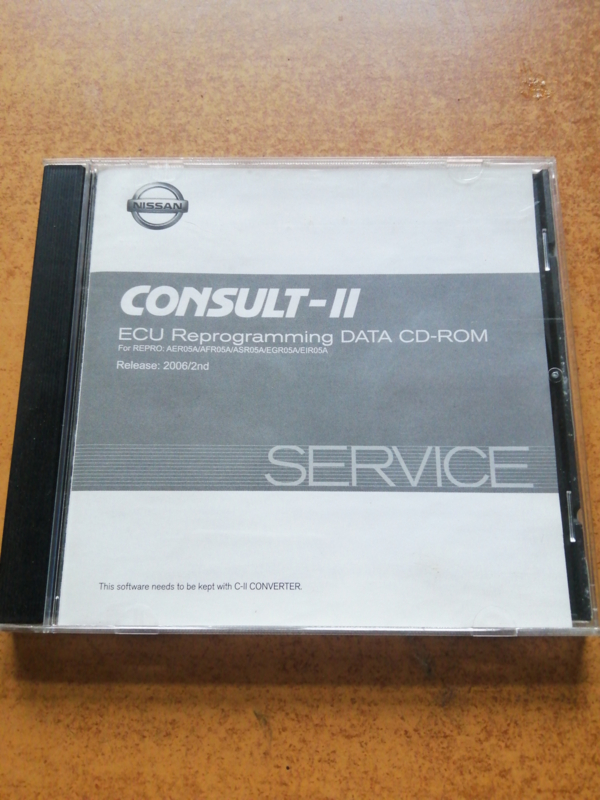 NISSAN
CONSULT-II
ECU Reprogramming DATA CD-ROM
For REPRO: AER05A/AFR05A/ASR05A/EGR05A/EIR05A
Release: 2006/2nd
SERVICE
This software needs to be kept with C-II CONVERTER.